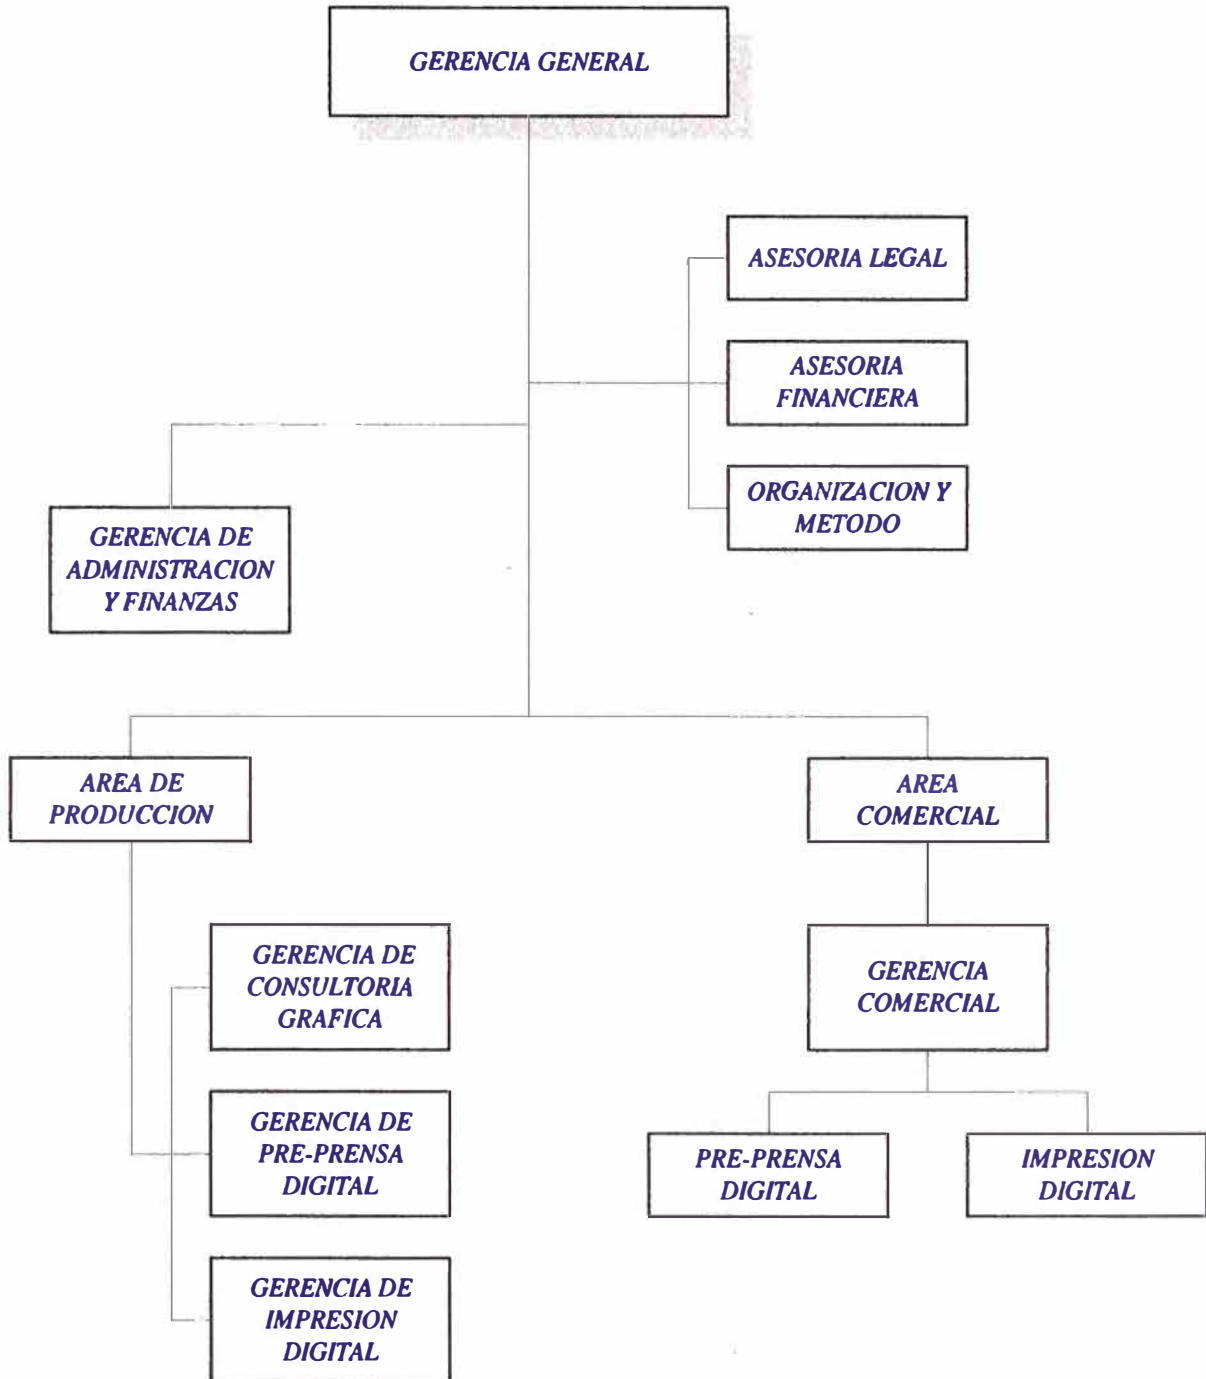 GERENCIA GENERAL
ASESORIA LEGAL
ASESORIA
FINANCIERA
ORGANIZACION Y
METODO
GERENCIA DE
ADMINISTRACION
Y FINANZAS
AREA DE
PRODUCCION
AREA
COMERCIAL
GERENCIA DE
CONSULTORIA
GRAFICA
GERENCIA
COMERCIAL
GERENCIA DE
PRE-PRENSA
DIGITAL
PRE-PRENSA
DIGITAL
IMPRESION
DIGITAL
GERENCIA DE
IMPRESION
DIGITAL